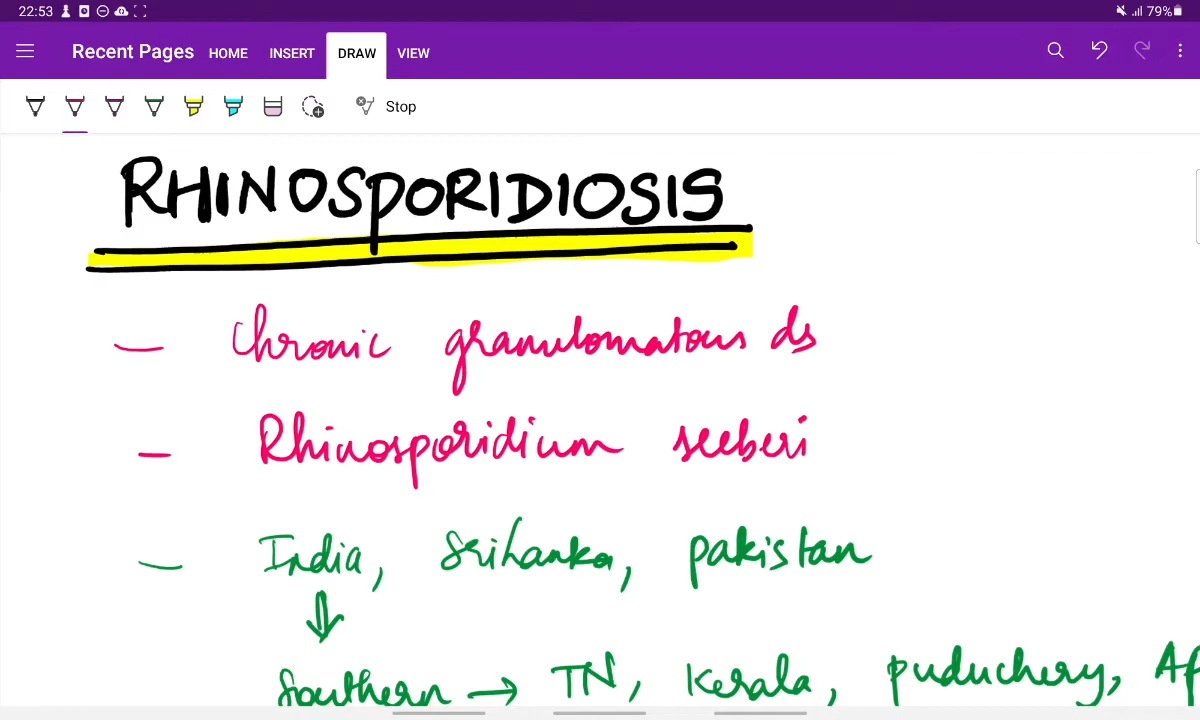 22:53 79%
Recent Pages HOME INSERT DRAW VIEW
Stop
RHINOSPORIDIOSIS
— Chronic granulomatous ds
— Rhinosporidium seeberi
— India, Srilanka, pakistan
↓
Southern → TN, Kerala, puduchery, AP